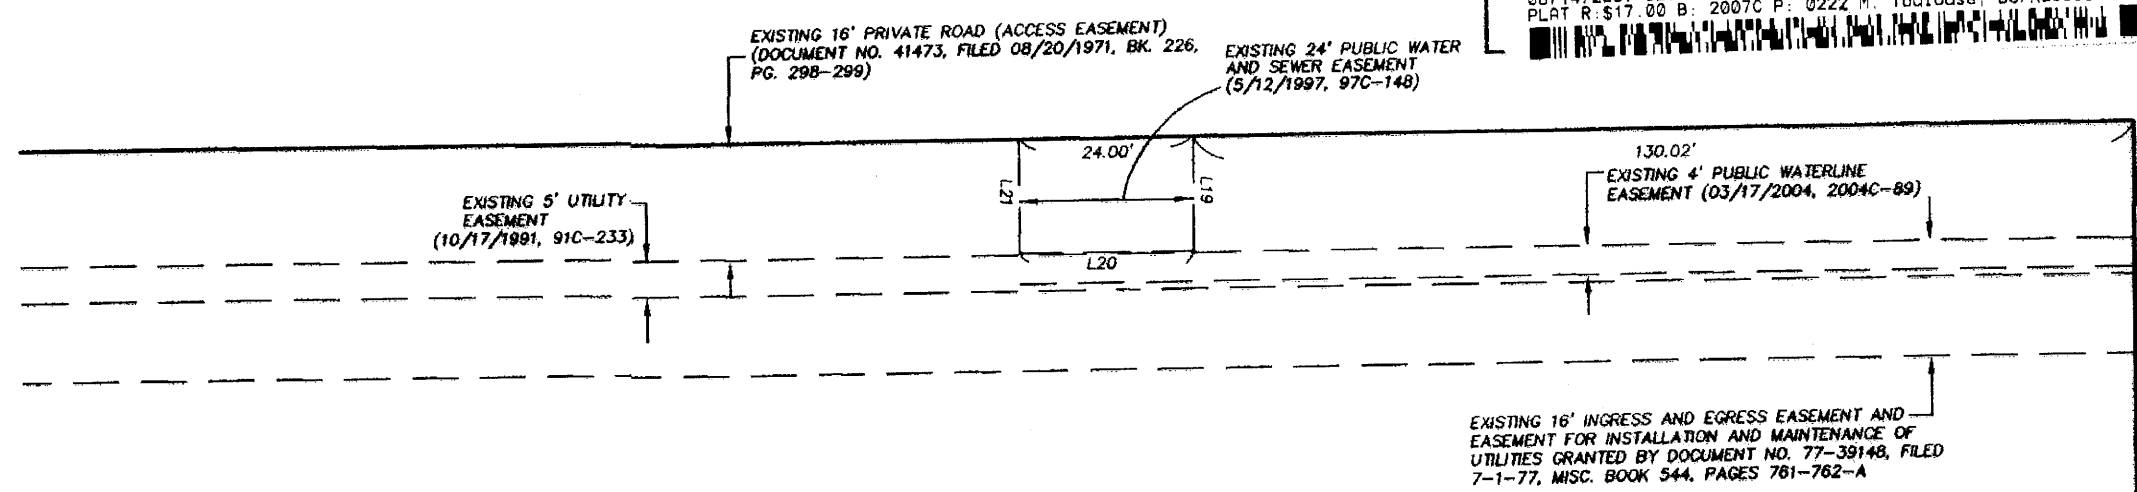 PLAT R:$17.00 B: 2007C P: 0222 M:
EXISTING 16' PRIVATE ROAD (ACCESS EASEMENT)
(DOCUMENT NO. 41473, FILED 08/20/1971, BK. 226,
PG. 298-299)
EXISTING 24' PUBLIC WATER
AND SEWER EASEMENT
(5/12/1997, 97C-148)
24.00'
130.02'
L21
L19
L20
EXISTING 5' UTILITY
EASEMENT
(10/17/1991, 91C-233)
EXISTING 4' PUBLIC WATERLINE
EASEMENT (03/17/2004, 2004C-89)
EXISTING 16' INGRESS AND EGRESS EASEMENT AND
EASEMENT FOR INSTALLATION AND MAINTENANCE OF
UTILITIES GRANTED BY DOCUMENT NO. 77-39148, FILED
7-1-77, MISC. BOOK 544, PAGES 761-762-A